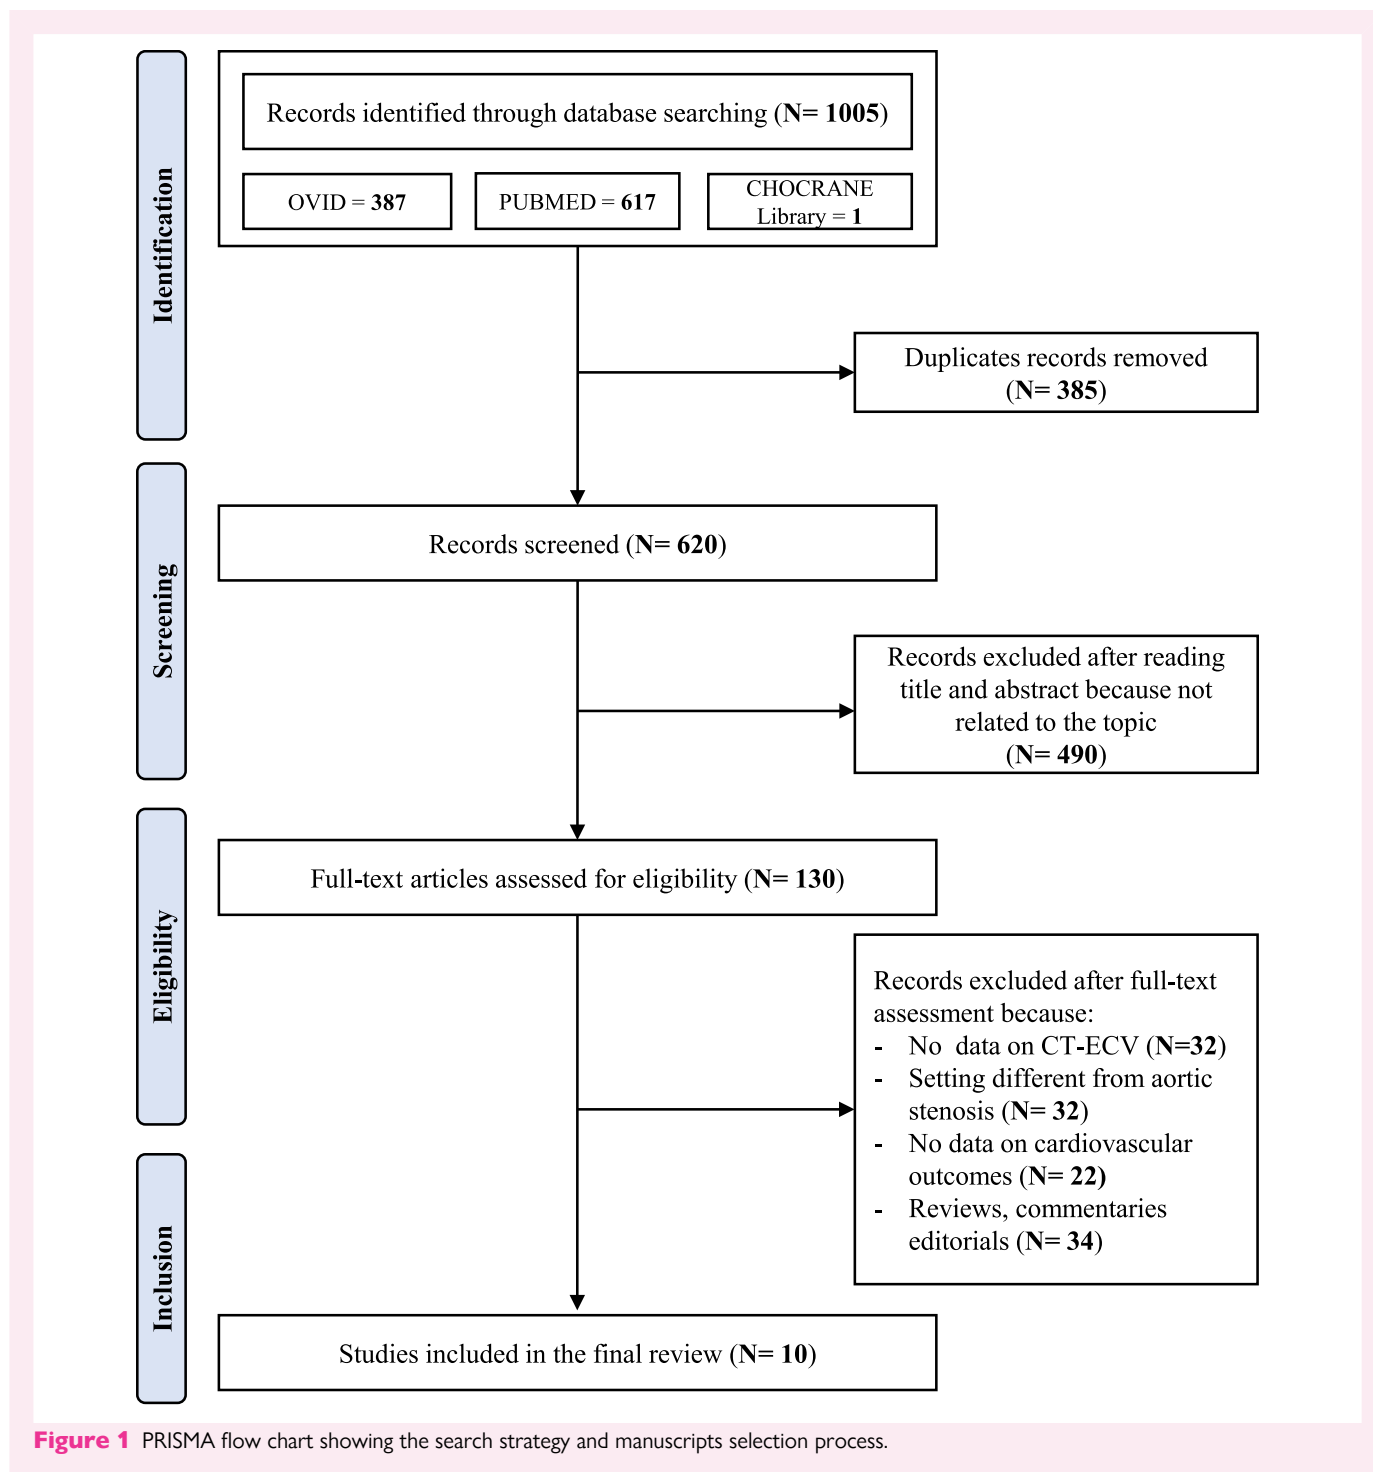 Identification
Records identified through database searching (N= 1005)
OVID = 387
PUBMED = 617
CHOCRANE
Library = 1
Duplicates records removed
(N= 385)
Screening
Records screened (N= 620)
Records excluded after reading
title and abstract because not
related to the topic
(N= 490)
Eligibility
Full-text articles assessed for eligibility (N= 130)
Records excluded after full-text
assessment because:
- No data on CT-ECV (N=32)
- Setting different from aortic
stenosis (N= 32)
- No data on cardiovascular
outcomes (N= 22)
- Reviews, commentaries
editorials (N= 34)
Inclusion
Studies included in the final review (N= 10)
Figure 1 PRISMA flow chart showing the search strategy and manuscripts selection process.